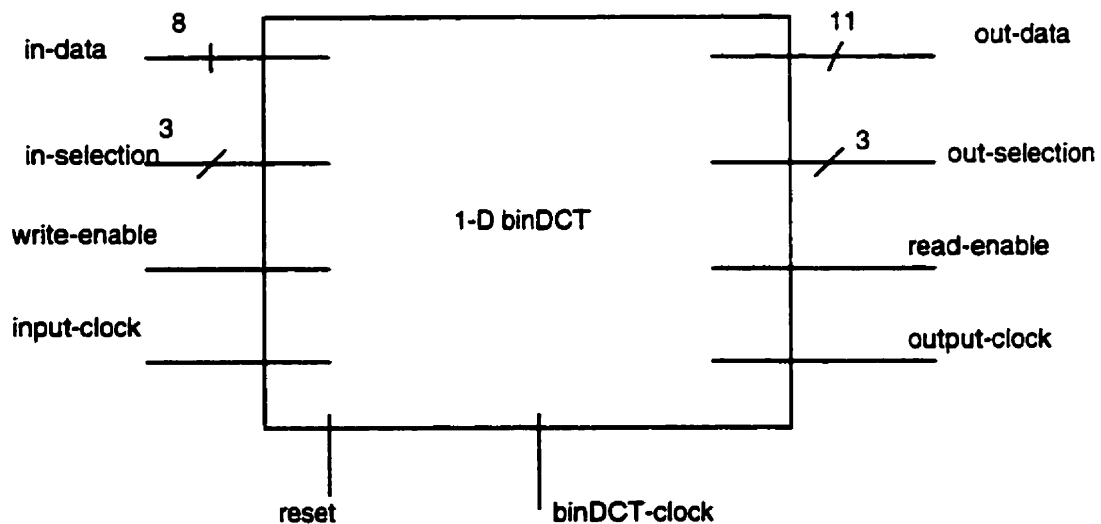 8
in-data
11
out-data
3
in-selection
3
out-selection
1-D binDCT
write-enable
read-enable
input-clock
output-clock
reset
binDCT-clock